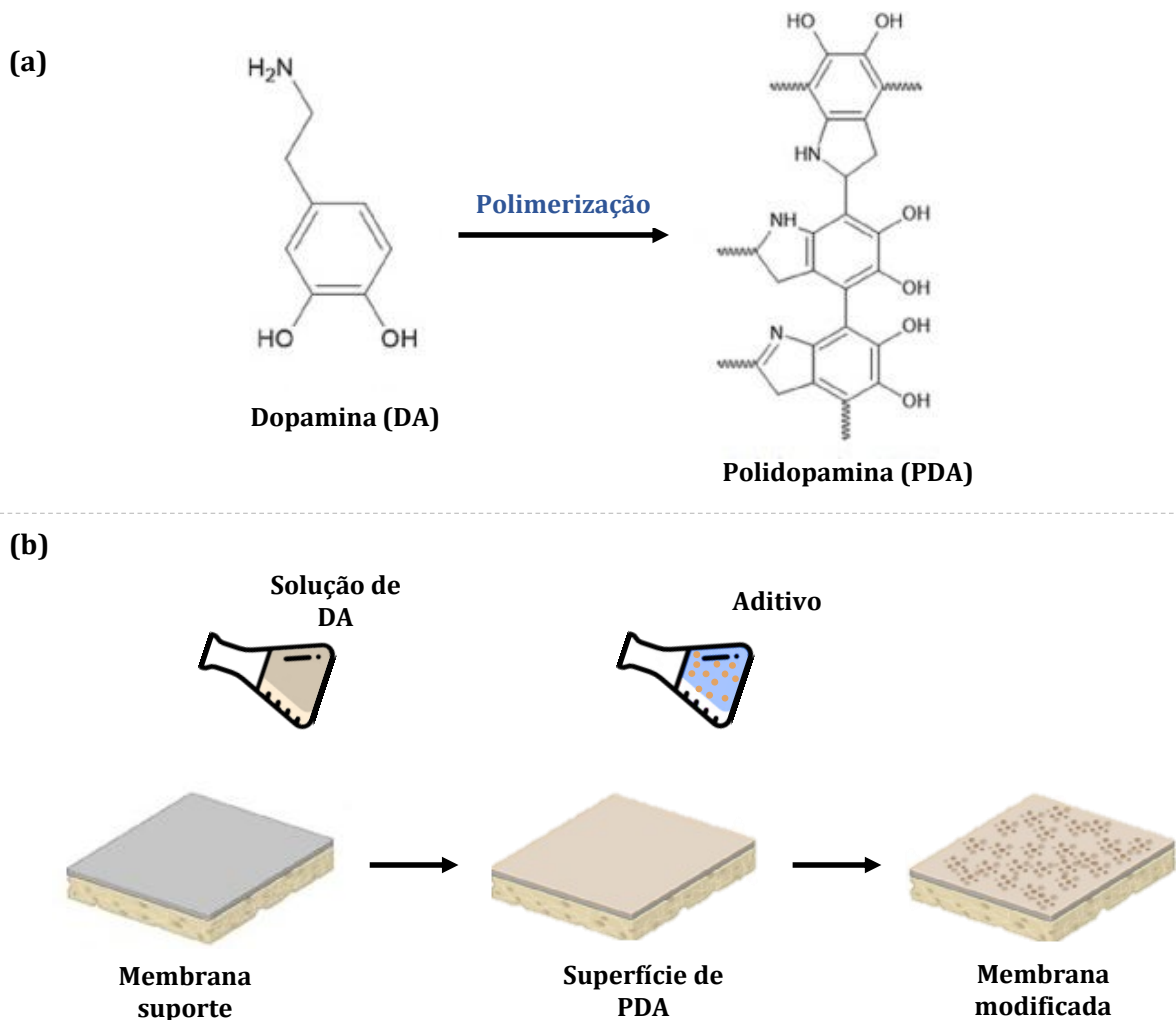 (a)
H₂N
HO
OH
Dopamina (DA)
Polimerização
HO
OH
HN
NH
OH
OH
N
OH
OH
Polidopamina (PDA)
(b)
Solução de
DA
Aditivo
Membrana
suporte
Superfície de
PDA
Membrana
modificada